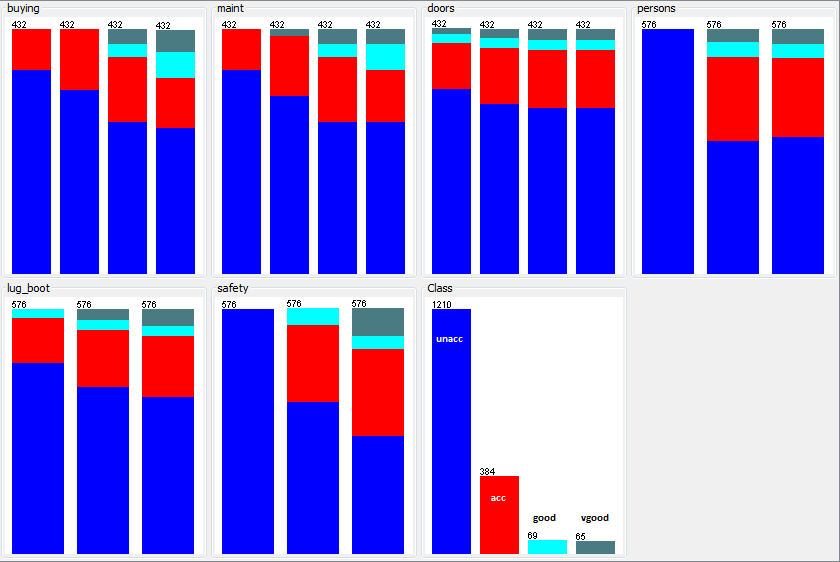 buying
432 432 432 432
maint
432 432 432 432
doors
432 432 432 432
persons
576 576 576
lug_boot
576 576 576
safety
576 576 576
Class
1210
unacc
384
acc
good vgood
69 65